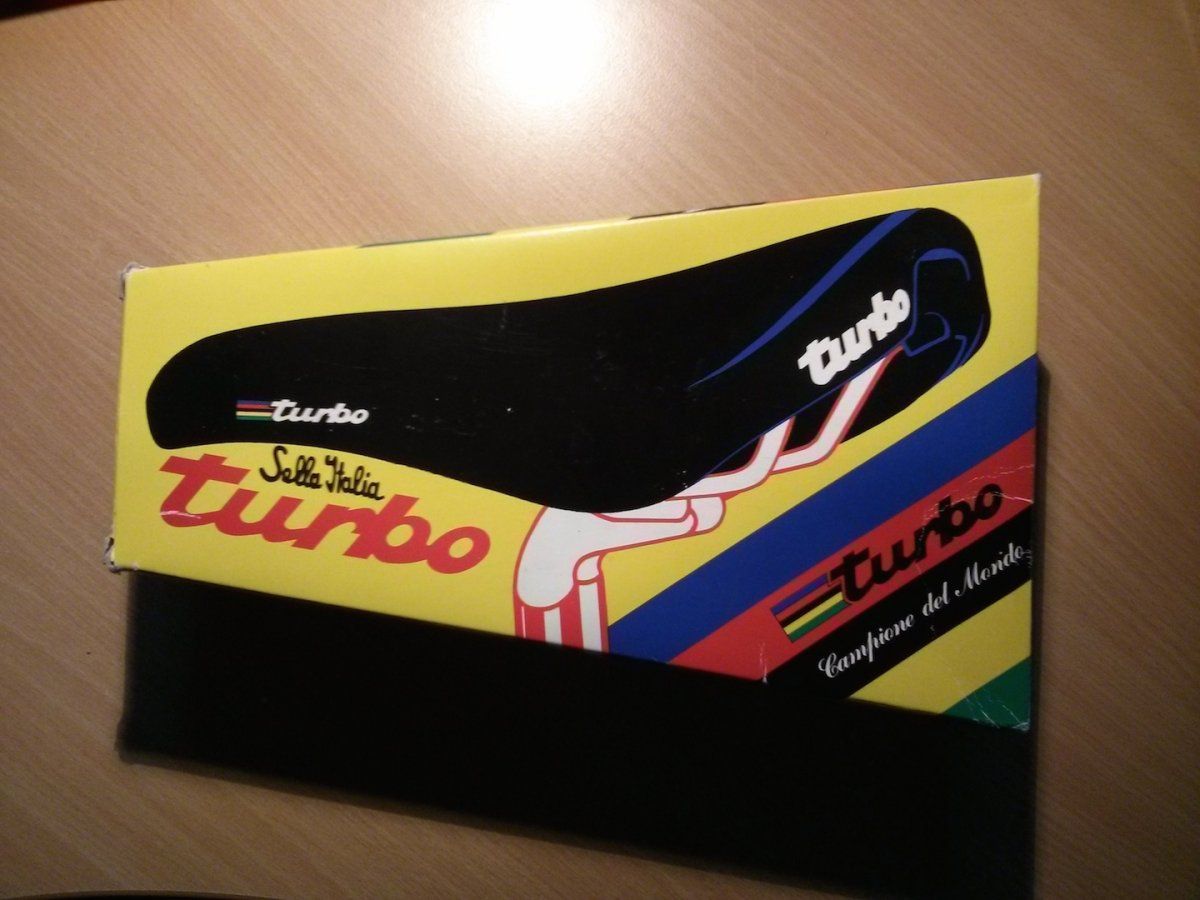 turbo
turbo
Sella Italia
turbo
turbo
Campione del Mondo